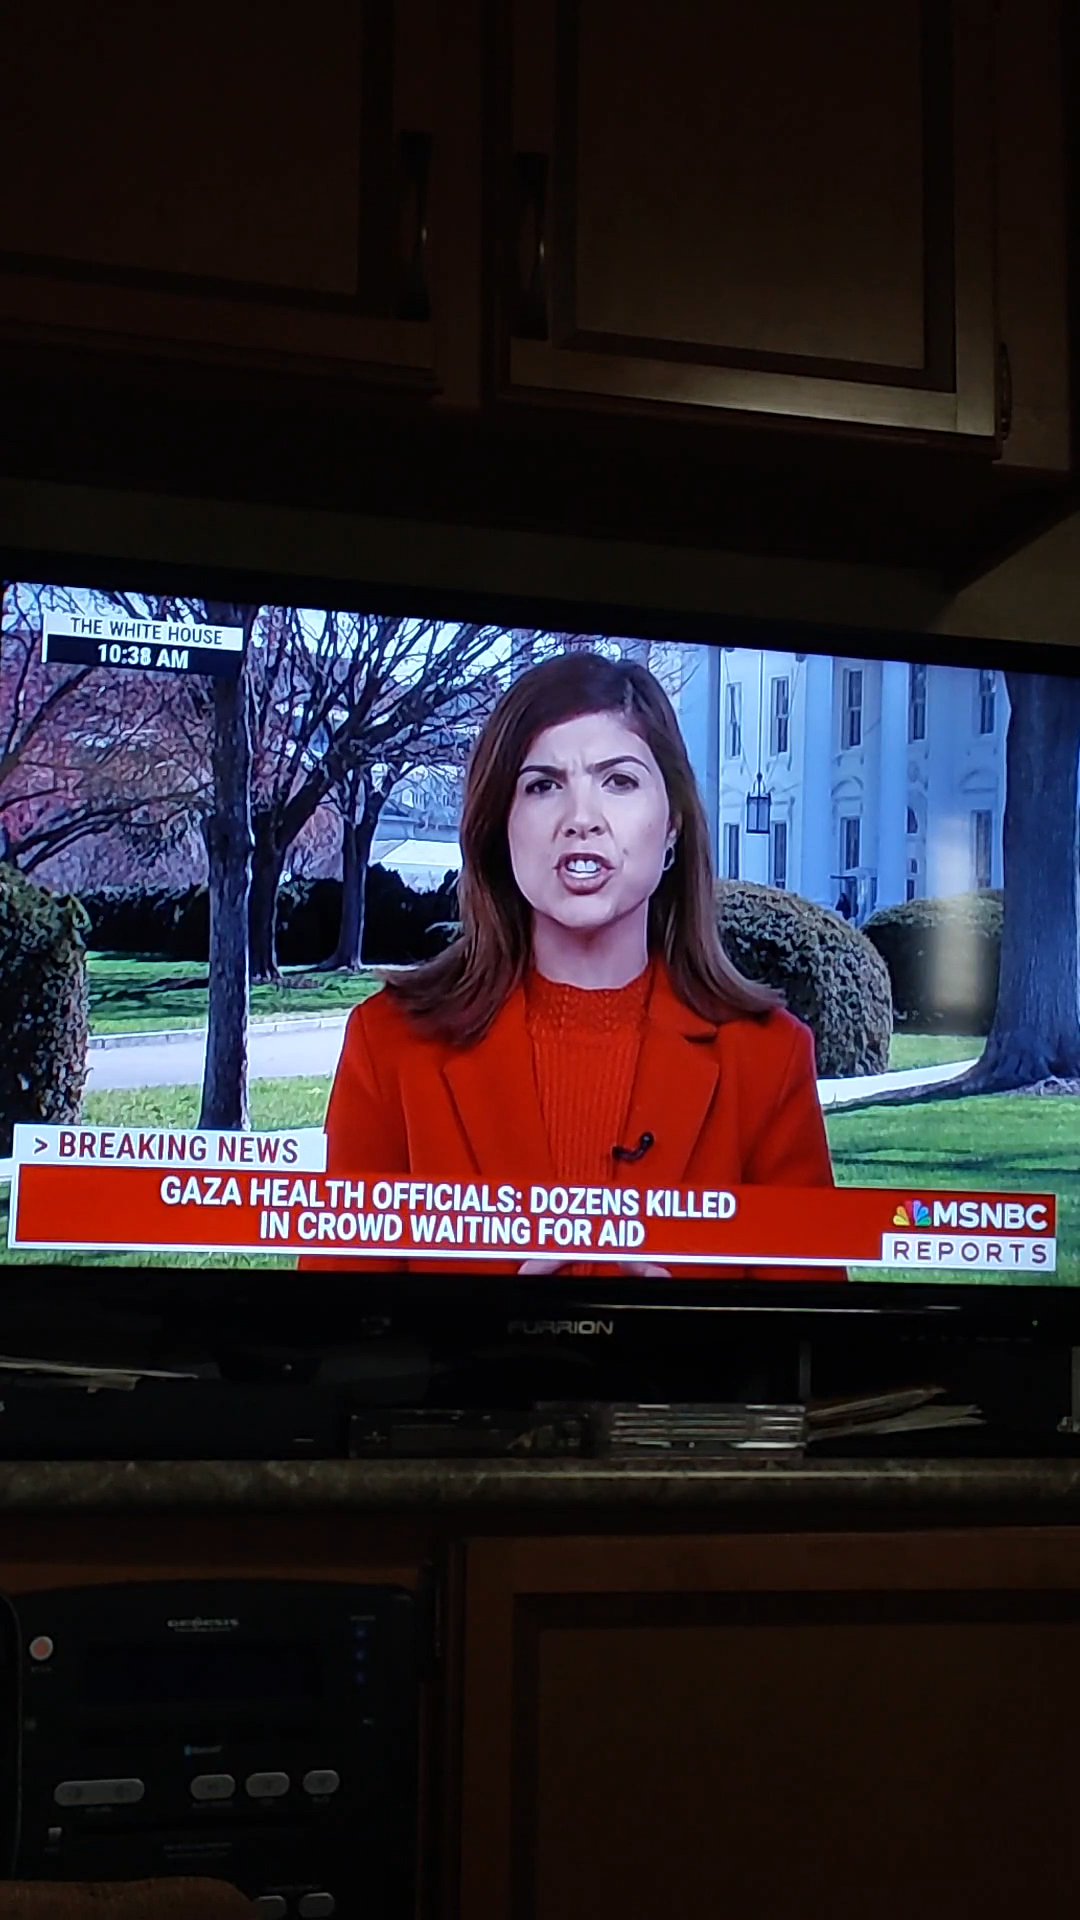 THE WHITE HOUSE
10:38 AM
> BREAKING NEWS
GAZA HEALTH OFFICIALS: DOZENS KILLED
IN CROWD WAITING FOR AID
MSNBC
REPORTS
FURRION
GENESIS